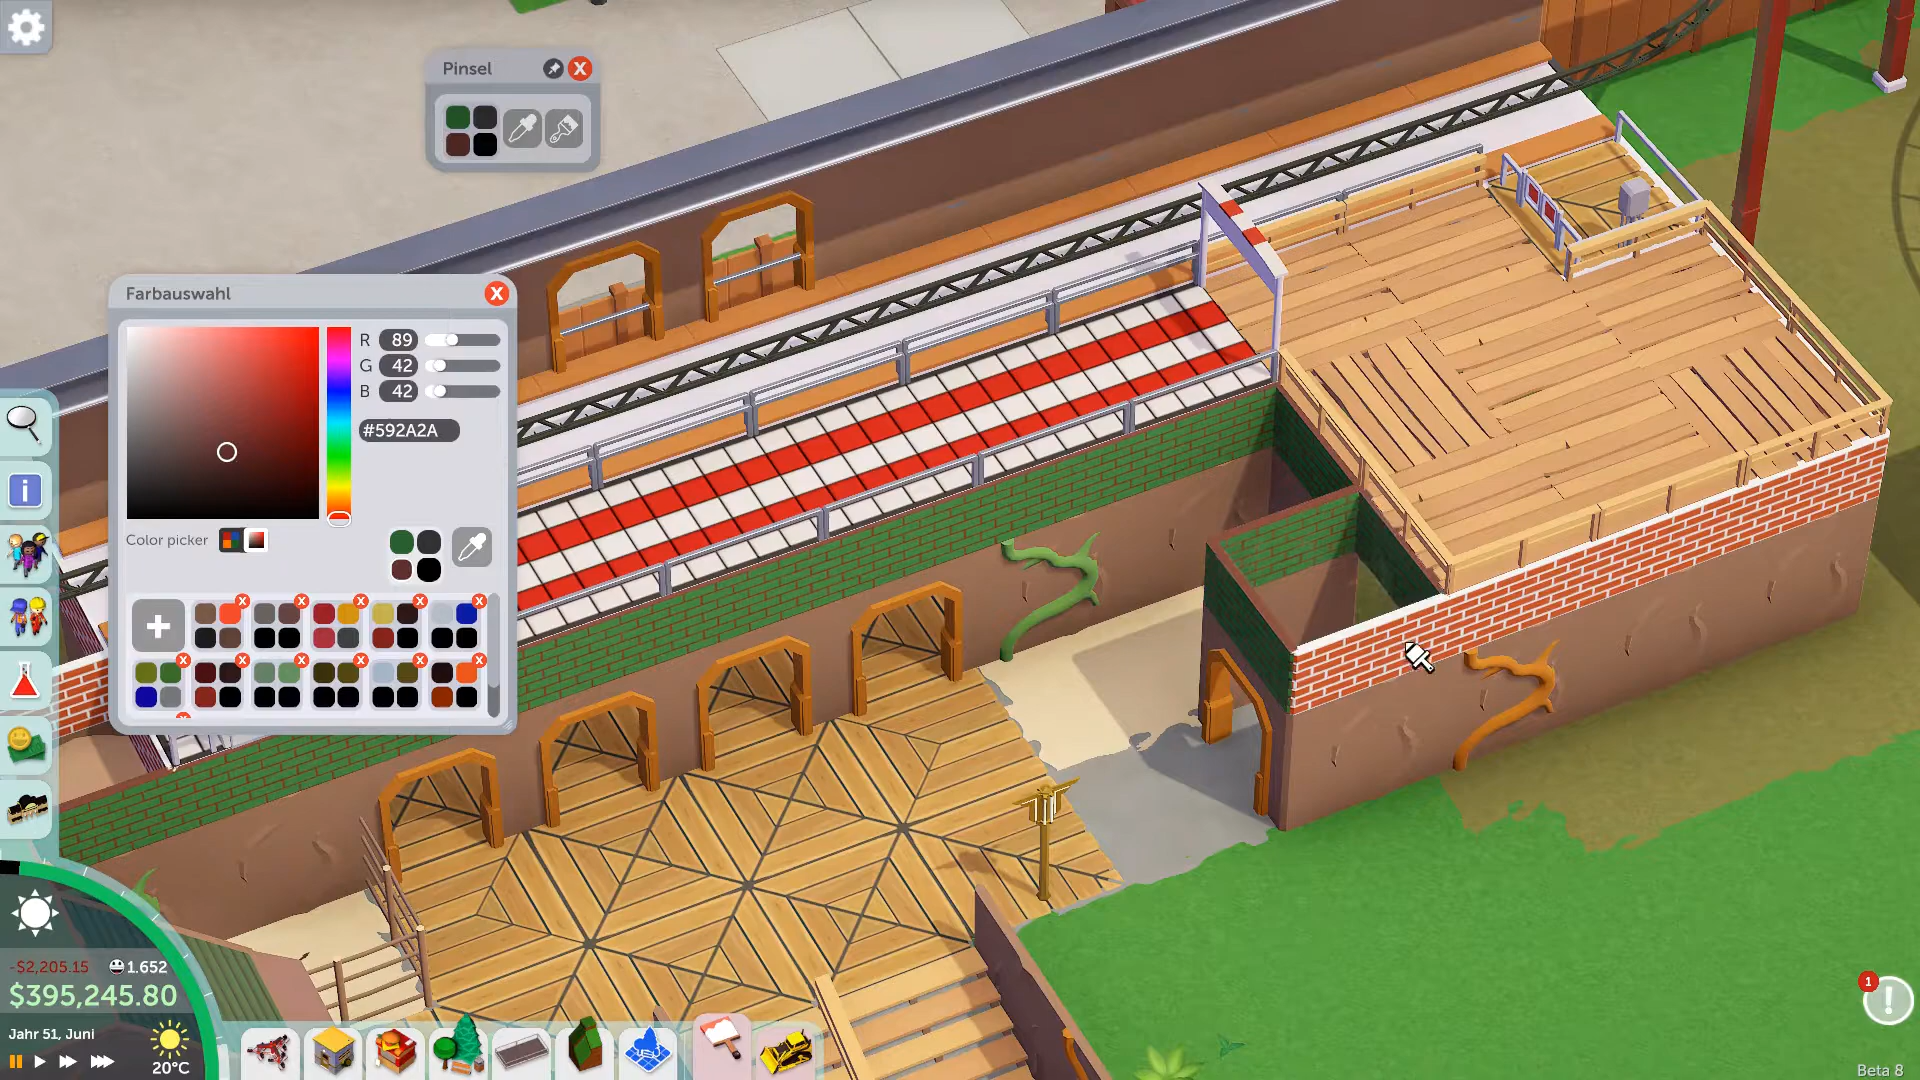 Pinsel
Farbauswahl
R 89
G 42
B 42
#592A2A
Color picker
-$2,205.15 1.652
$395,245.80
Jahr 51, Juni
20°C
1
Beta 8